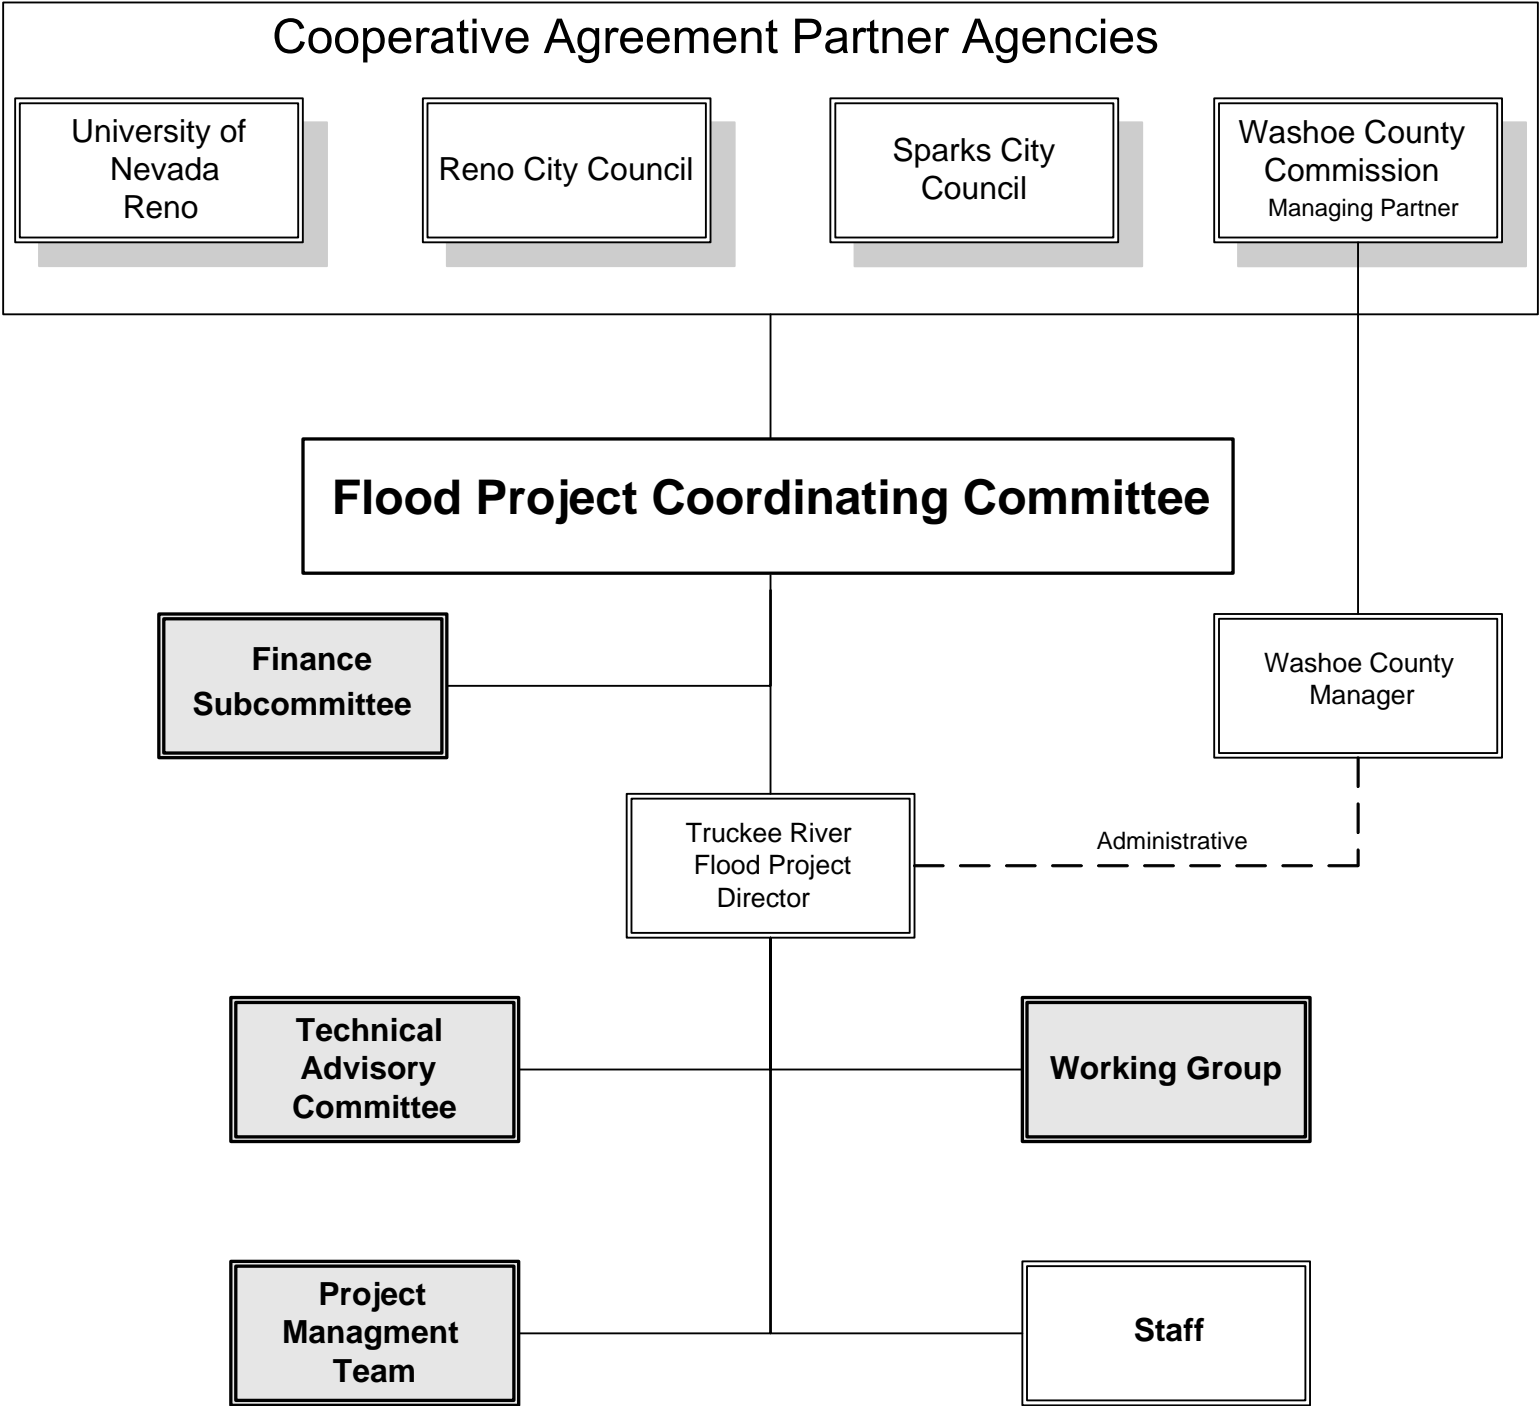 Cooperative Agreement Partner Agencies
University of
Nevada
Reno
Reno City Council
Sparks City
Council
Washoe County
Commission
Managing Partner
Flood Project Coordinating Committee
Finance
Subcommittee
Washoe County
Manager
Truckee River
Flood Project
Director
Administrative
Technical
Advisory
Committee
Working Group
Project
Managment
Team
Staff